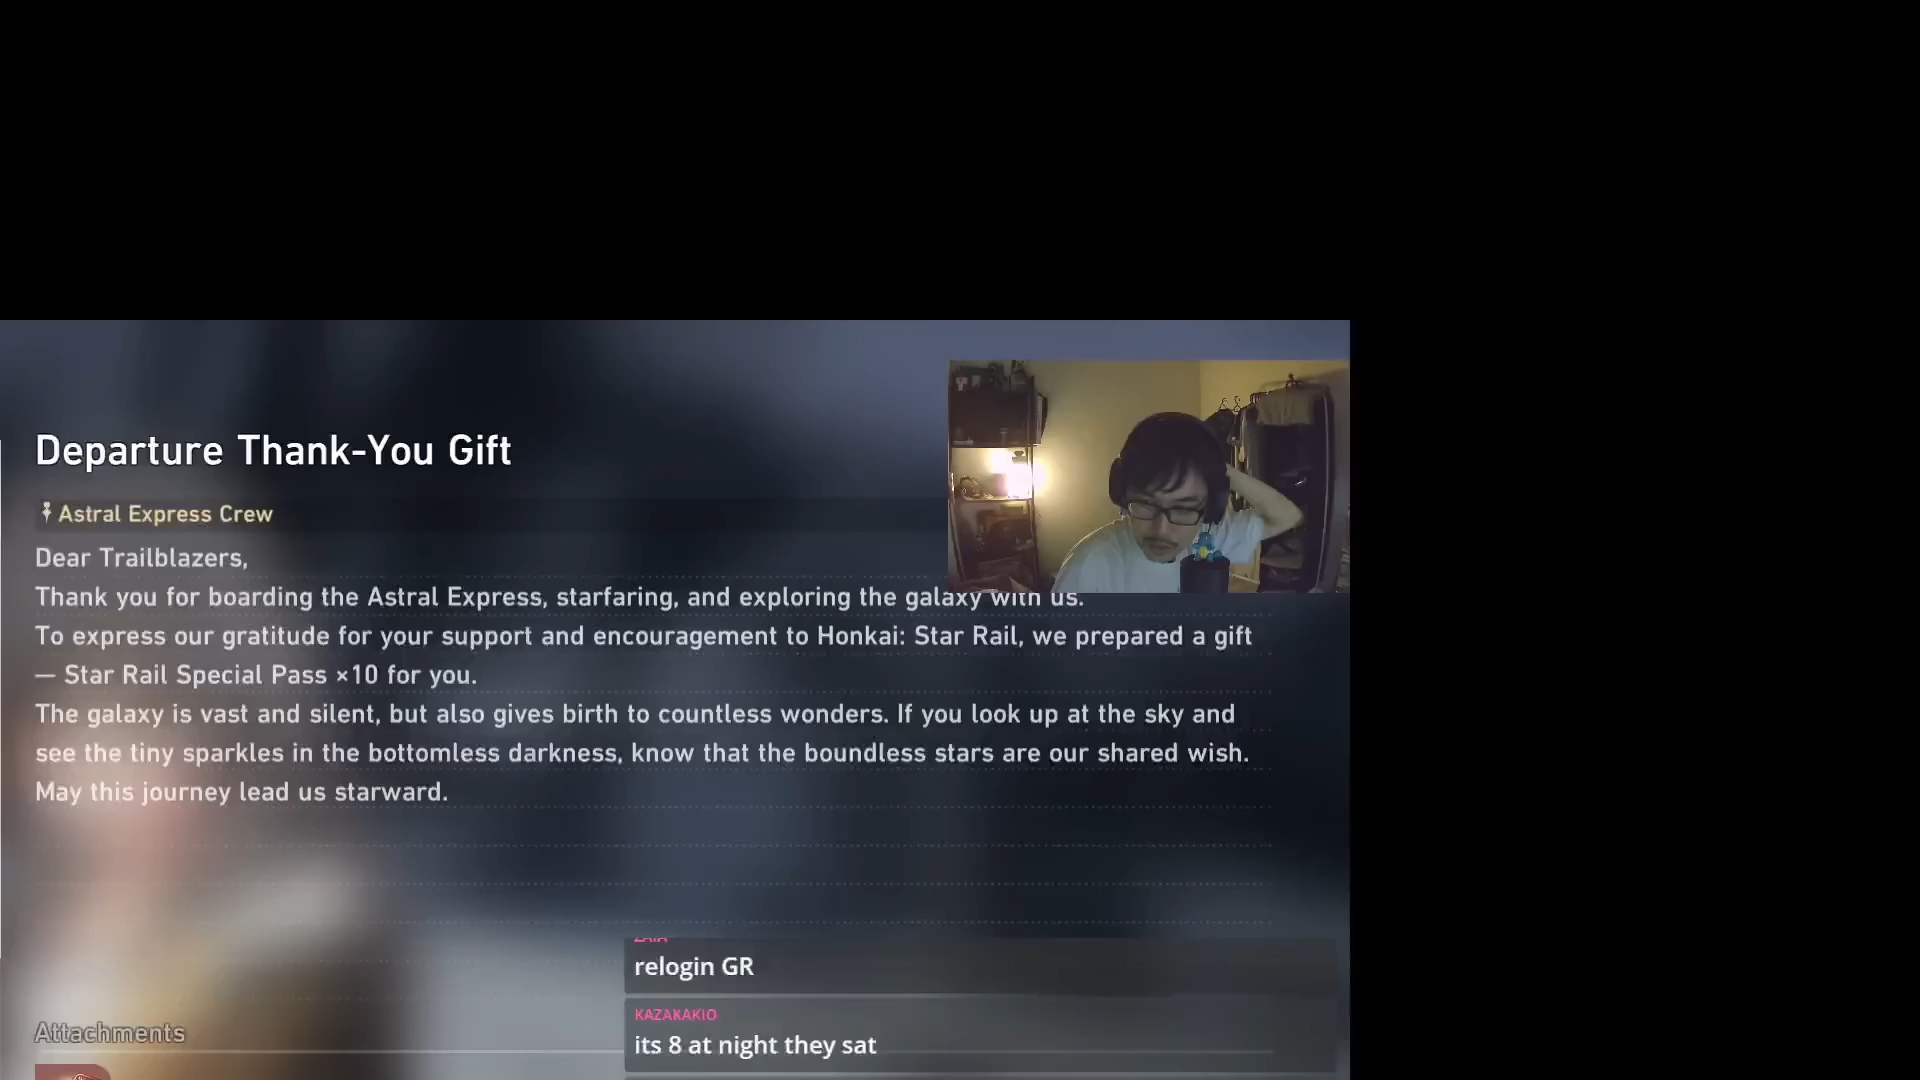 Departure Thank-You Gift
Astral Express Crew
Dear Trailblazers,
Thank you for boarding the Astral Express, starfaring, and exploring the galaxy with us.
To express our gratitude for your support and encouragement to Honkai: Star Rail, we prepared a gift
— Star Rail Special Pass ×10 for you.
The galaxy is vast and silent, but also gives birth to countless wonders. If you look up at the sky and
see the tiny sparkles in the bottomless darkness, know that the boundless stars are our shared wish.
May this journey lead us starward.
relogin GR
KAZAKAKIO
its 8 at night they sat
Attachments